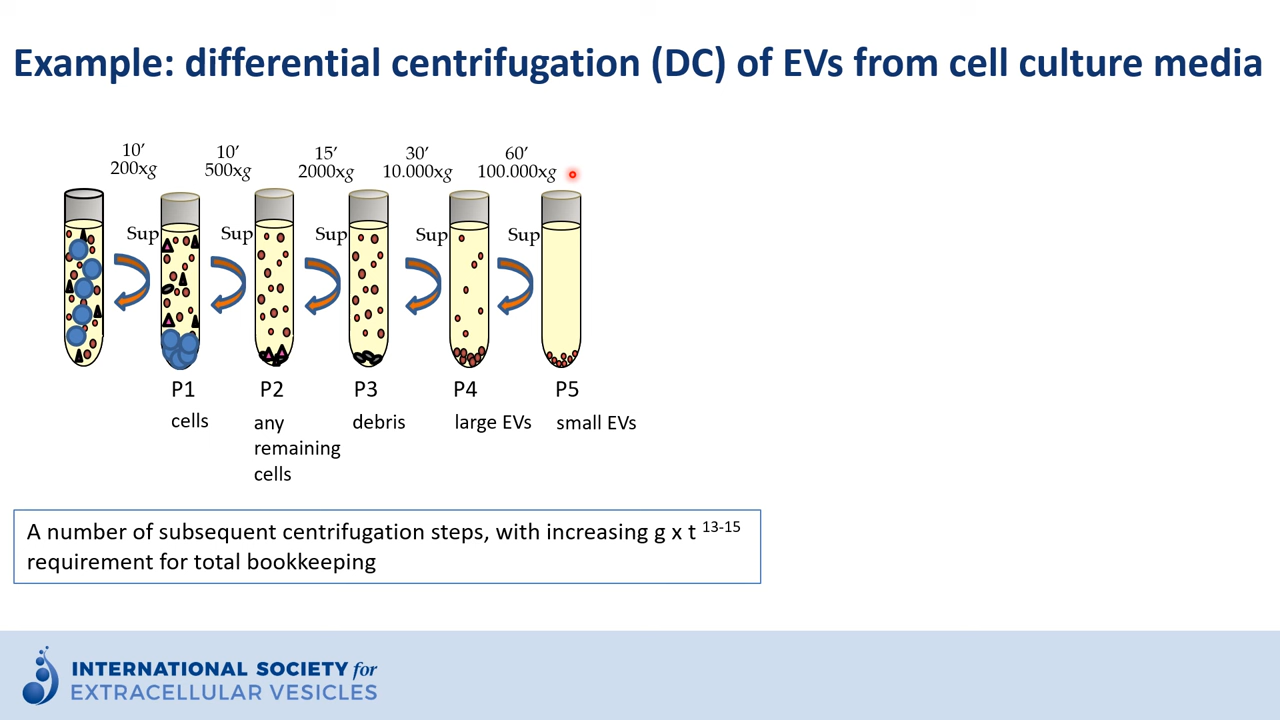 Example: differential centrifugation (DC) of EVs from cell culture media
10’ 10’ 15’ 30’ 60’
200xg 500xg 2000xg 10.000xg 100.000xg
Sup Sup Sup Sup Sup
P1 P2 P3 P4 P5
cells any debris large EVs small EVs
remaining
cells
A number of subsequent centrifugation steps, with increasing g x t 13-15
requirement for total bookkeeping
INTERNATIONAL SOCIETY for
EXTRACELLULAR VESICLES